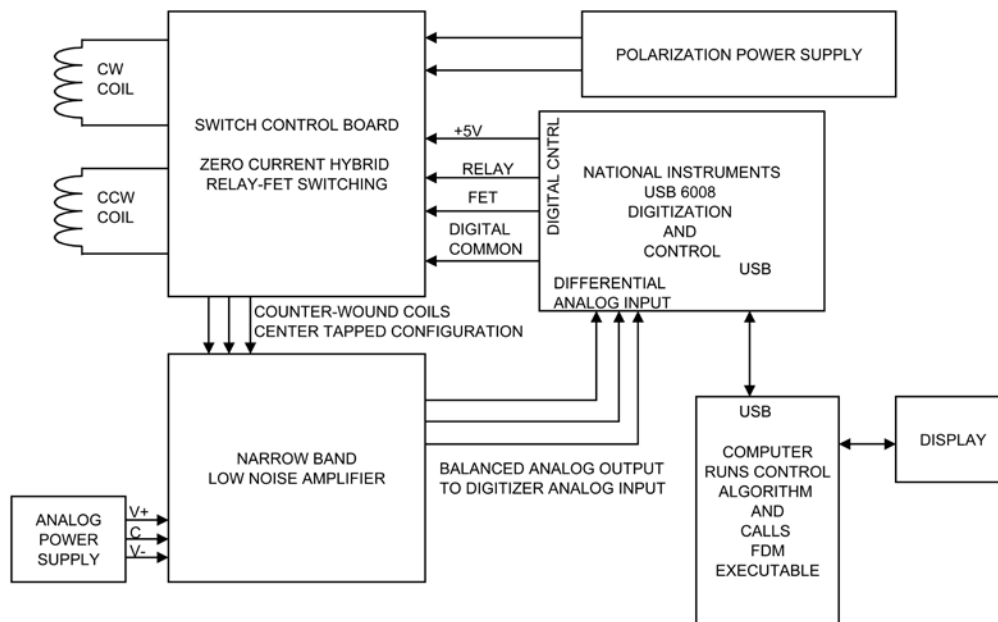 CW
COIL
CCW
COIL
SWITCH CONTROL BOARD
ZERO CURRENT HYBRID
RELAY-FET SWITCHING
POLARIZATION POWER SUPPLY
+5V
RELAY
FET
DIGITAL
COMMON
DIGITAL CNTRL
NATIONAL INSTRUMENTS
USB 6008
DIGITIZATION
AND
CONTROL
USB
DIFFERENTIAL
ANALOG INPUT
COUNTER-WOUND COILS
CENTER TAPPED CONFIGURATION
NARROW BAND
LOW NOISE AMPLIFIER
BALANCED ANALOG OUTPUT
TO DIGITIZER ANALOG INPUT
ANALOG
POWER
SUPPLY
V+
C
V-
USB
COMPUTER
RUNS CONTROL
ALGORITHM
AND
CALLS
FDM
EXECUTABLE
DISPLAY